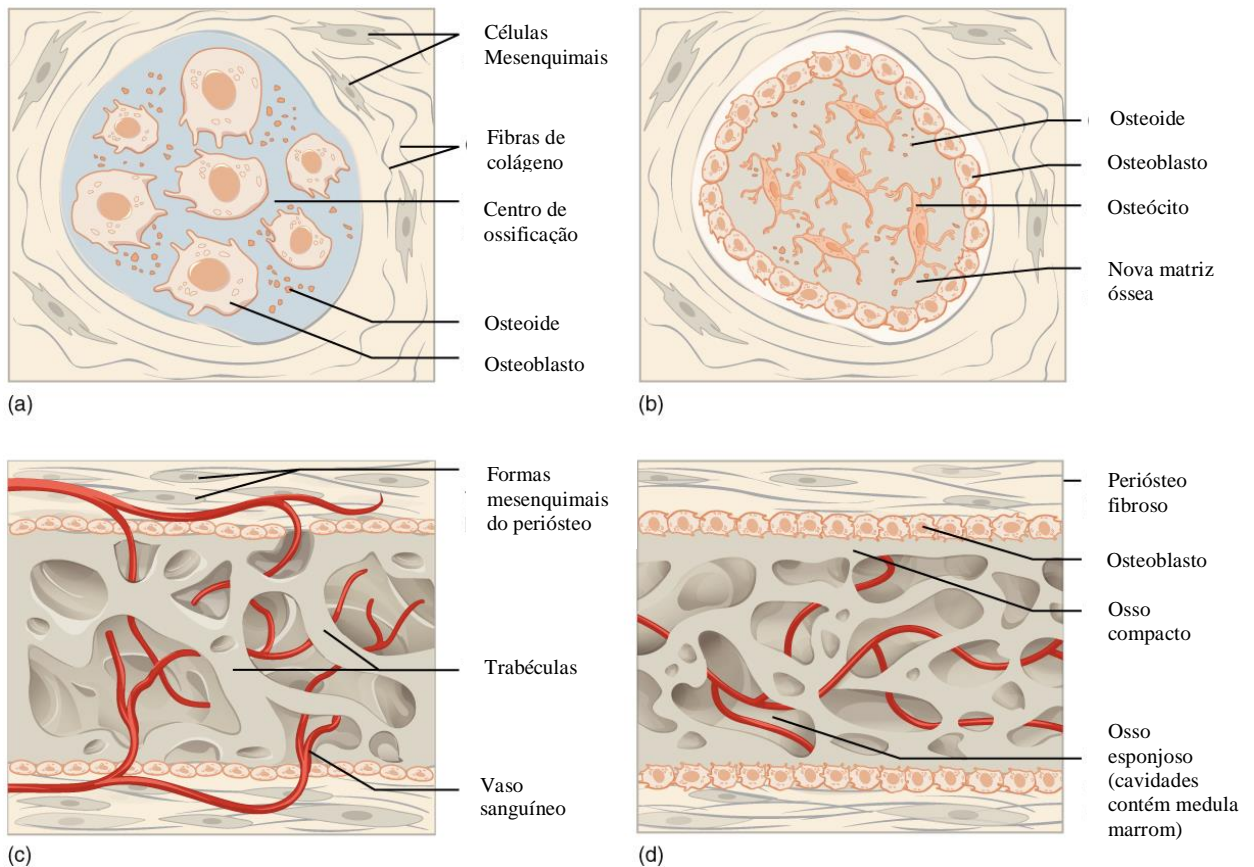 Células
Mesenquimais
Fibras de
colágeno
Centro de
ossificação
Osteoide
Osteoblasto
(a)
Osteoide
Osteoblasto
Osteócito
Nova matriz
óssea
(b)
Formas
mesenquimais
do periósteo
Trabéculas
Vaso
sanguíneo
(c)
Periósteo
fibroso
Osteoblasto
Osso
compacto
Osso
esponjoso
(cavidades
contém medula
marrom)
(d)